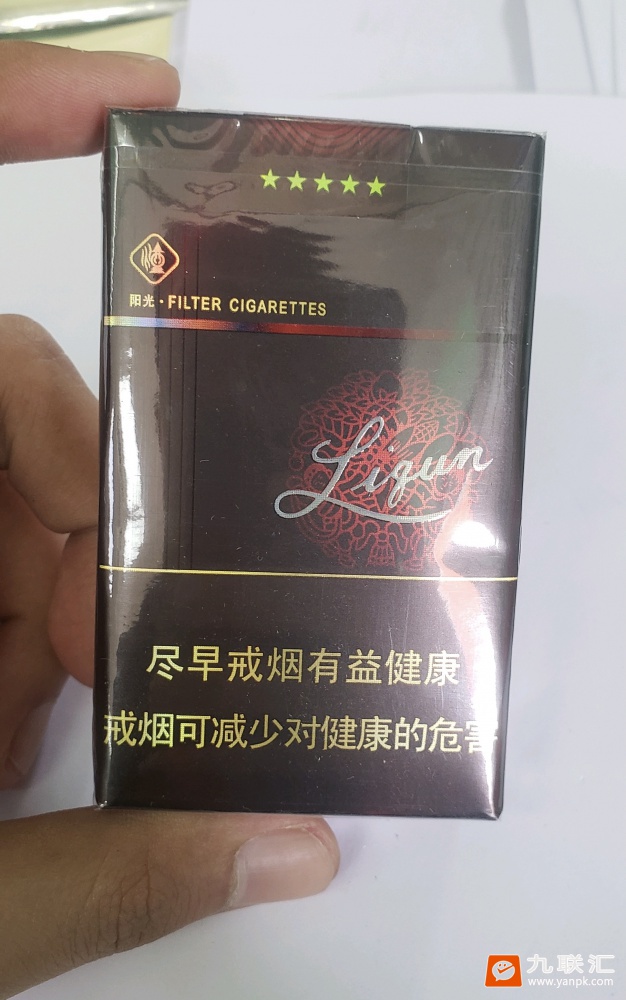 阳光·FILTER CIGARETTES
Liqun
尽早戒烟有益健康
戒烟可减少对健康的危害
九联汇
www.yanpk.com